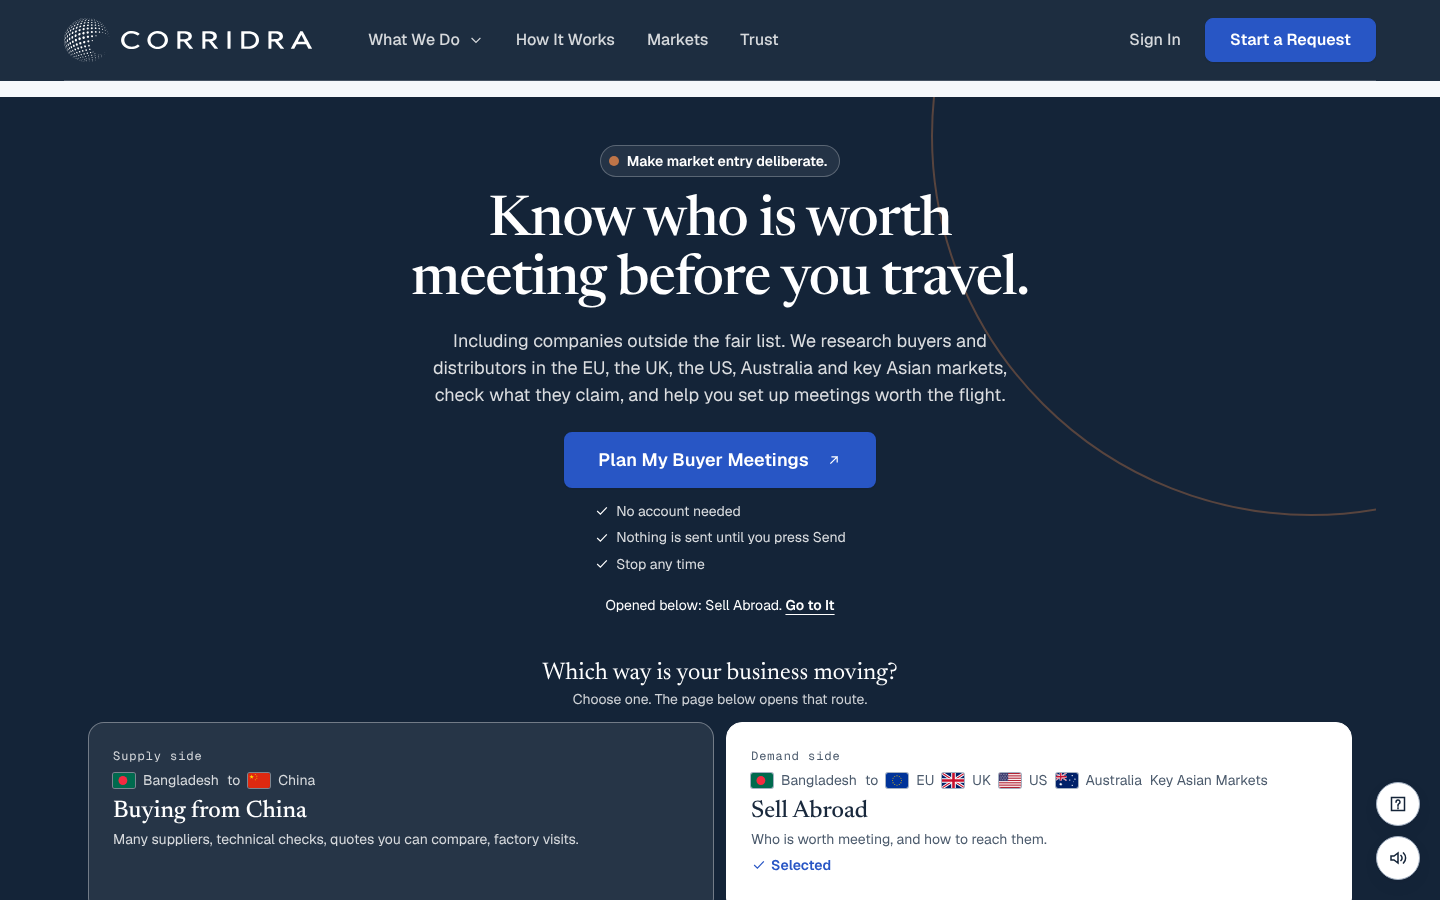 CORRIDRA
What We Do
How It Works
Markets
Trust
Sign In
Start a Request
Make market entry deliberate.
Know who is worth
meeting before you travel.
Including companies outside the fair list. We research buyers and
distributors in the EU, the UK, the US, Australia and key Asian markets,
check what they claim, and help you set up meetings worth the flight.
Plan My Buyer Meetings
No account needed
Nothing is sent until you press Send
Stop any time
Opened below: Sell Abroad. Go to It
Which way is your business moving?
Choose one. The page below opens that route.
Supply side
Bangladesh to China
Buying from China
Many suppliers, technical checks, quotes you can compare, factory visits.
Demand side
Bangladesh to EU UK US Australia Key Asian Markets
Sell Abroad
Who is worth meeting, and how to reach them.
Selected